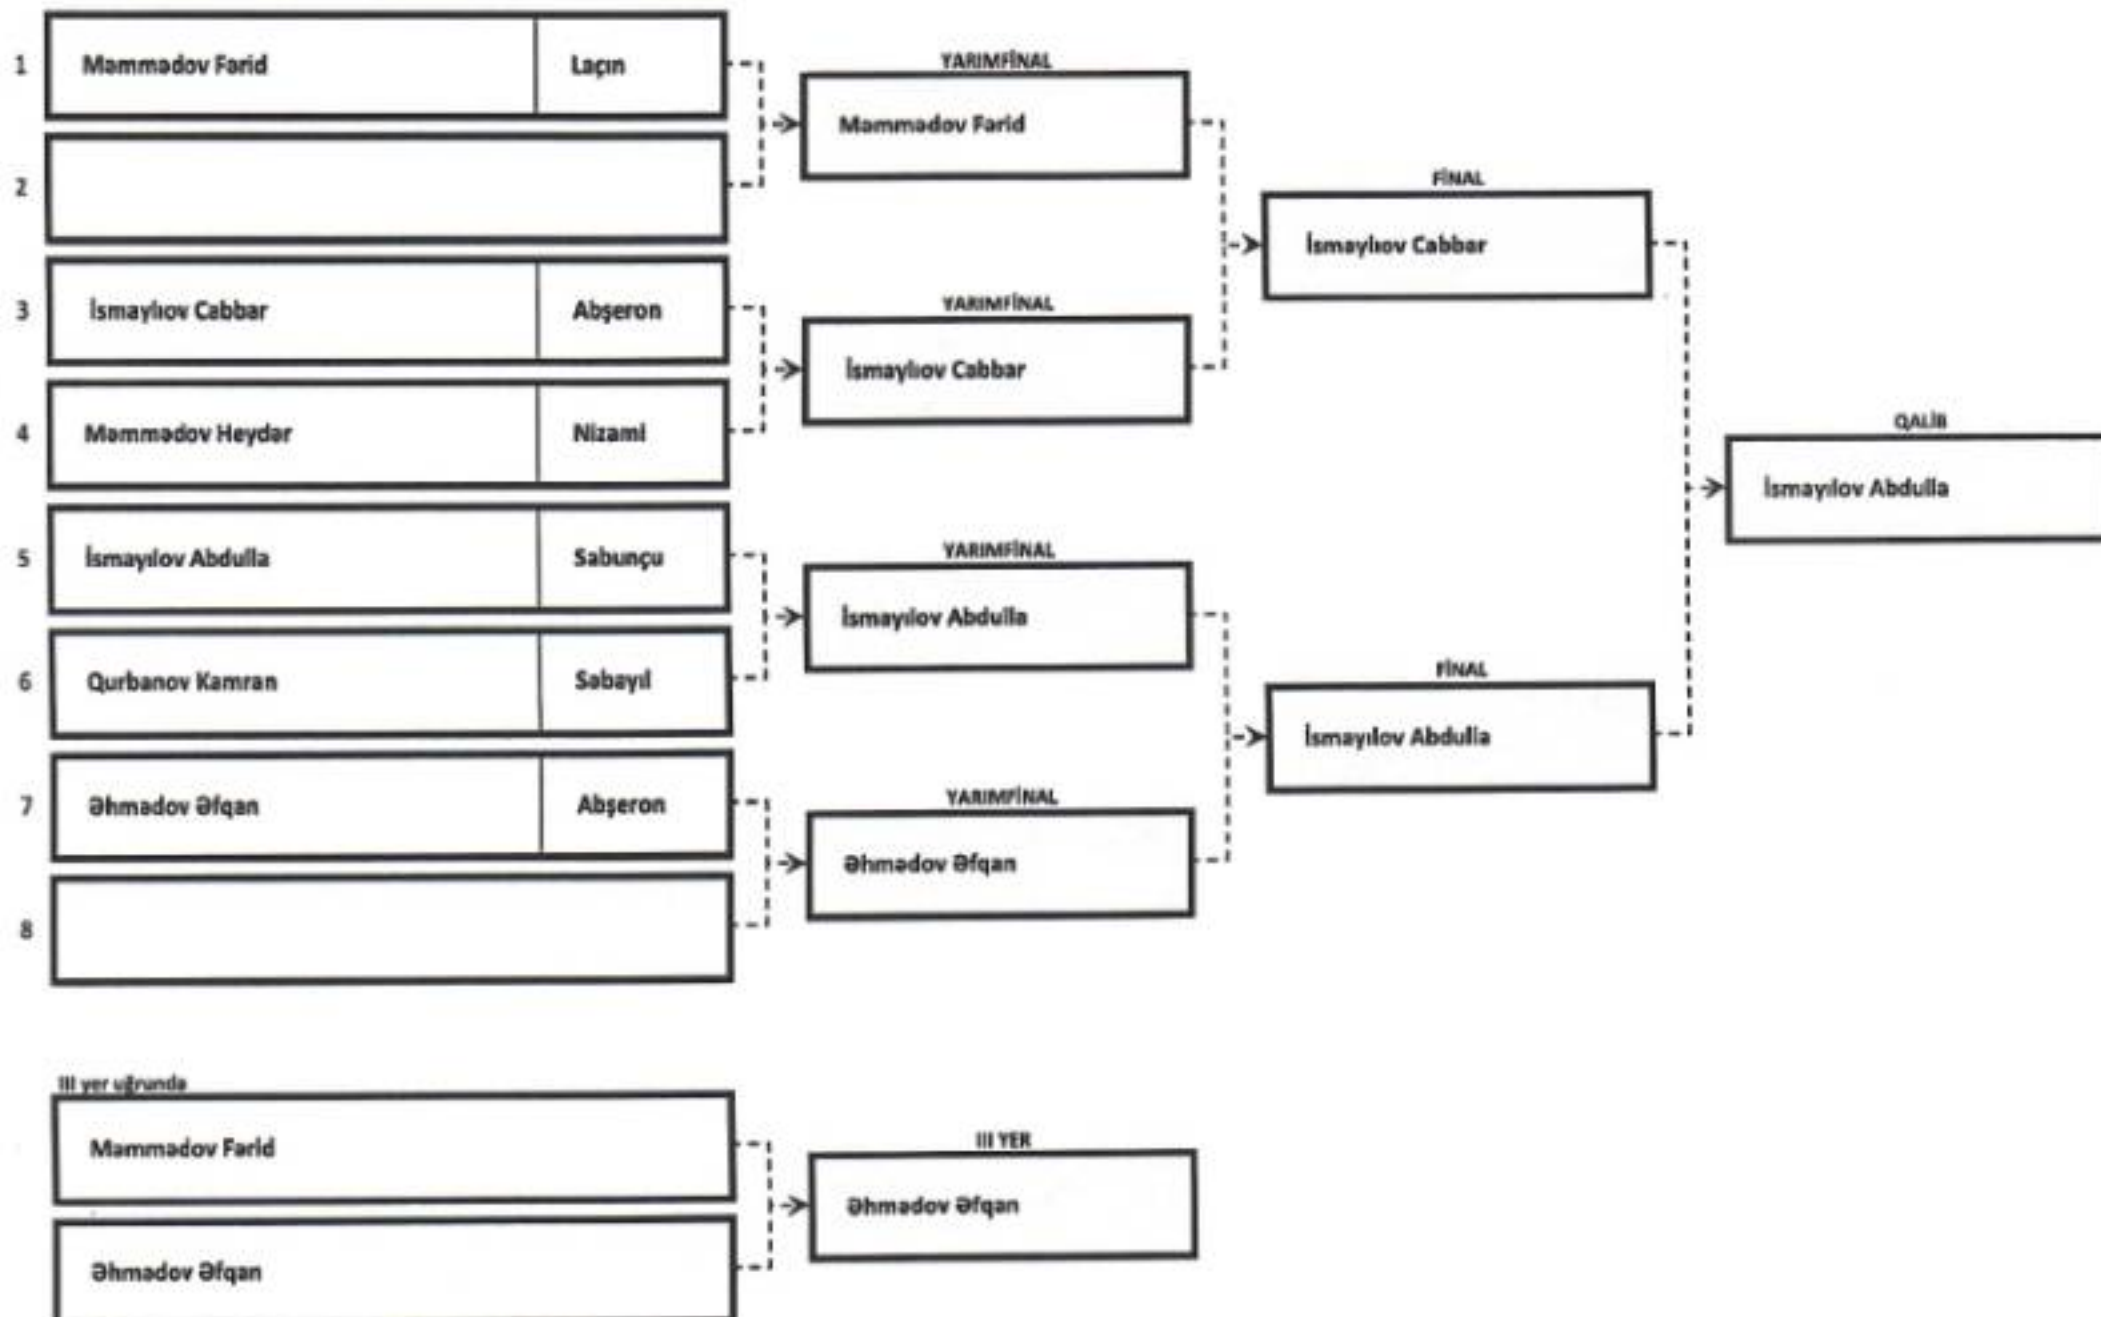 1 Məmmədov Fərid Laçın
2
3 İsmaylıov Cabbar Abşeron
4 Məmmədov Heydər Nizami
5 İsmayılov Abdulla Sabunçu
6 Qurbanov Kamran Səbayıl
7 Əhmədov Əfqan Abşeron
8
YARIMFİNAL
Məmmədov Fərid
YARIMFİNAL
İsmaylıov Cabbar
YARIMFİNAL
İsmayılov Abdulla
YARIMFİNAL
Əhmədov Əfqan
FİNAL
İsmaylıov Cabbar
FİNAL
İsmayılov Abdulla
QALİB
İsmayılov Abdulla
III yer uğrunda
Məmmədov Fərid
Əhmədov Əfqan
III YER
Əhmədov Əfqan